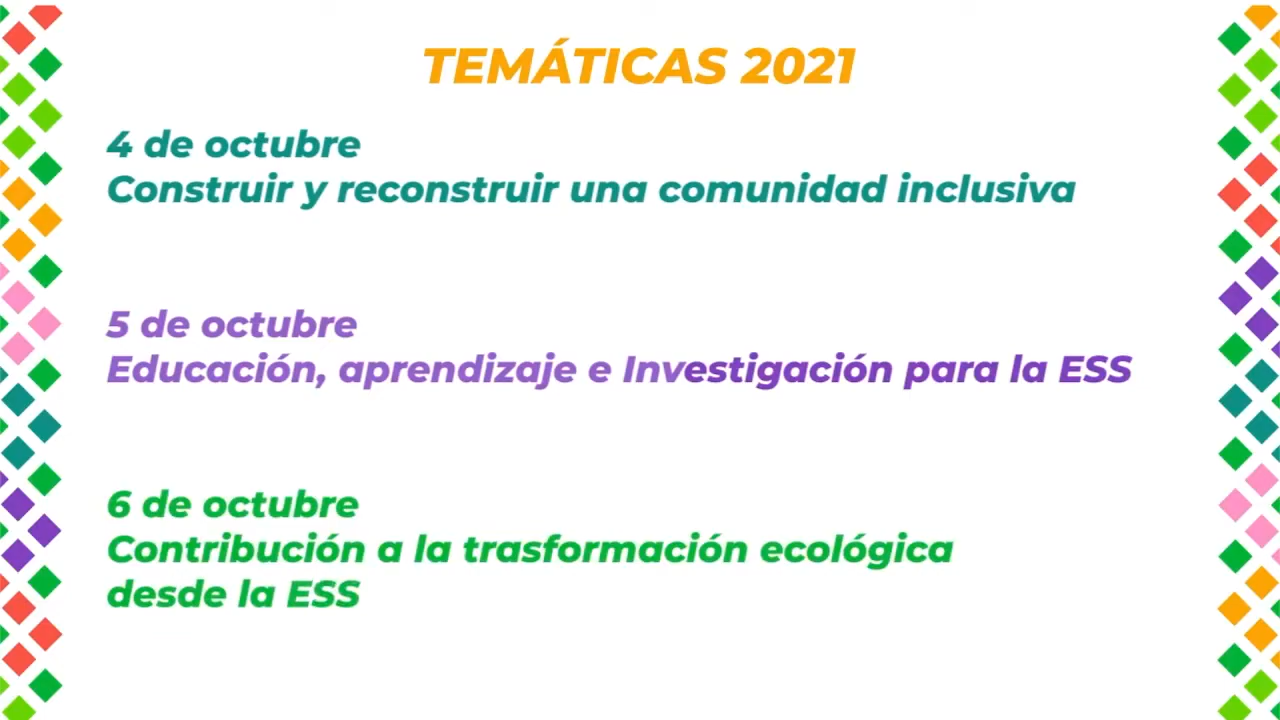 TEMÁTICAS 2021
4 de octubre
Construir y reconstruir una comunidad inclusiva
5 de octubre
Educación, aprendizaje e Investigación para la ESS
6 de octubre
Contribución a la trasformación ecológica
desde la ESS